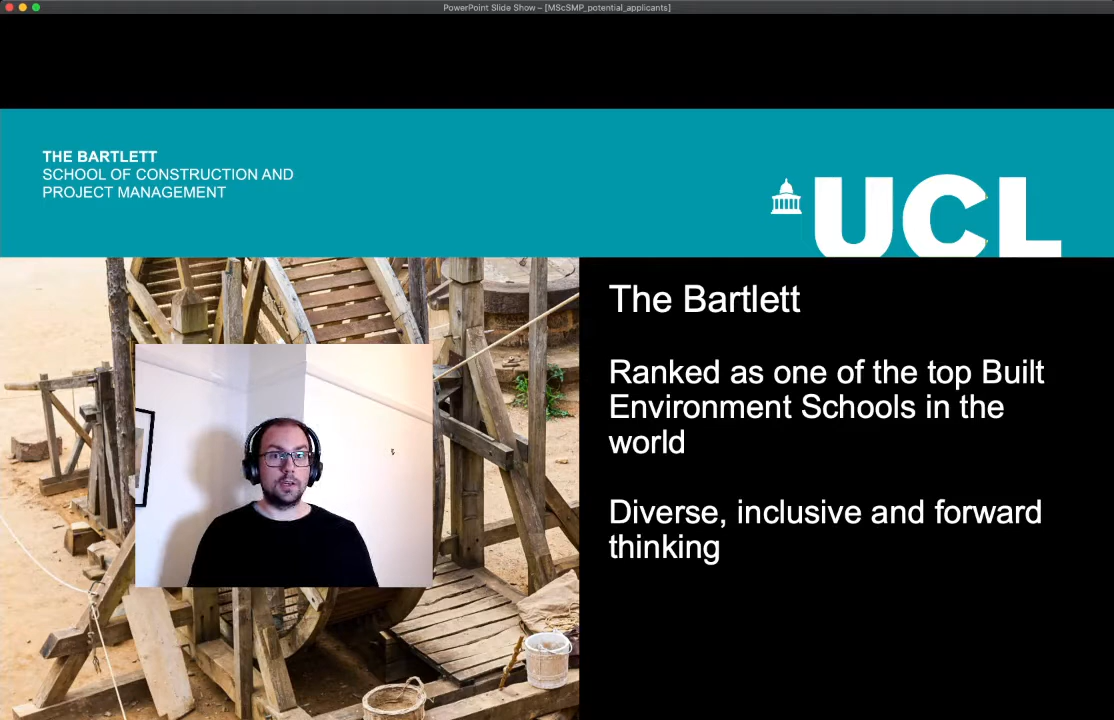 PowerPoint Slide Show – [MScSMP_potential_applicants]
THE BARTLETT
SCHOOL OF CONSTRUCTION AND
PROJECT MANAGEMENT
UCL
The Bartlett
Ranked as one of the top Built
Environment Schools in the
world
Diverse, inclusive and forward
thinking